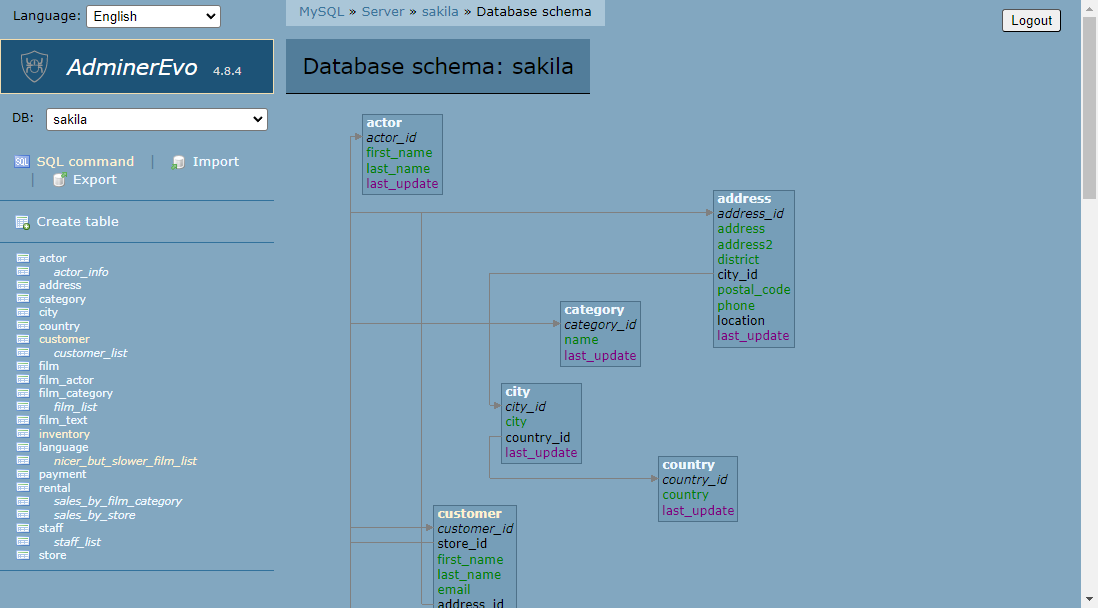 Language: English
AdminerEvo 4.8.4
DB: sakila
SQL command | Import
| Export
Create table
actor
actor_info
address
category
city
country
customer
customer_list
film
film_actor
film_category
film_list
film_text
inventory
language
nicer_but_slower_film_list
payment
rental
sales_by_film_category
sales_by_store
staff
staff_list
store
MySQL » Server » sakila » Database schema
Logout
Database schema: sakila
actor
actor_id
first_name
last_name
last_update
address
address_id
address
address2
district
city_id
postal_code
phone
location
last_update
category
category_id
name
last_update
city
city_id
city
country_id
last_update
country
country_id
country
last_update
customer
customer_id
store_id
first_name
last_name
email
address_id